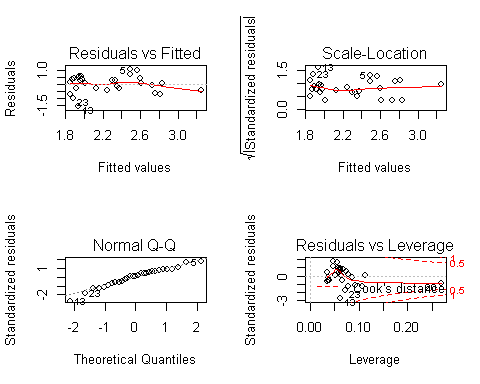 Residuals vs Fitted
Residuals
1.0
-1.5
5
23
13
1.8 2.2 2.6 3.0
Fitted values
Scale-Location
√|Standardized residuals|
1.5
0.0
13
23
5
1.8 2.2 2.6 3.0
Fitted values
Normal Q-Q
Standardized residuals
1
-2
5
23
13
-2 -1 0 1 2
Theoretical Quantiles
Residuals vs Leverage
Standardized residuals
0
-3
1
0.5
0.5
1
Cook's distance
23
13
0.00 0.10 0.20
Leverage